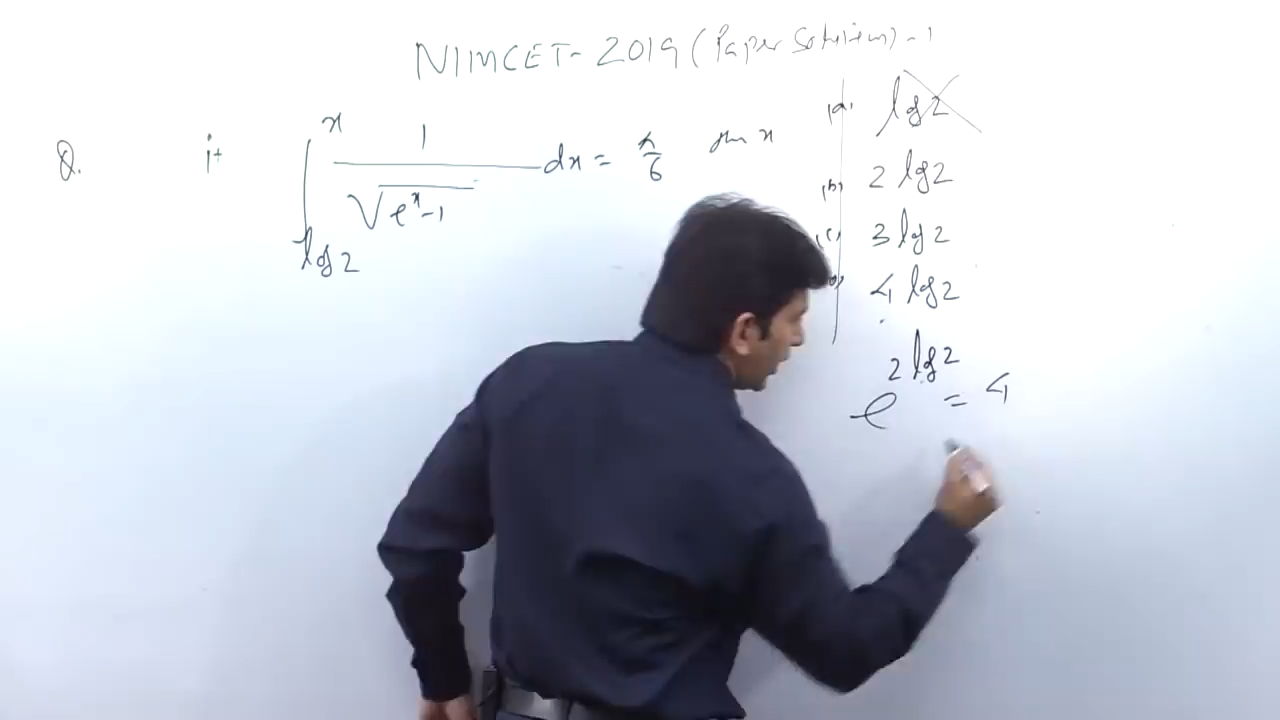 NIMCET-2019 (Paper Solution)-1
Q. if ∫_{log 2}^{x} 1/√(e^x-1) dx = π/6 then x
(a) log 2
(b) 2 log 2
(c) 3 log 2
(d) 4 log 2
e^{2 log 2} = 4